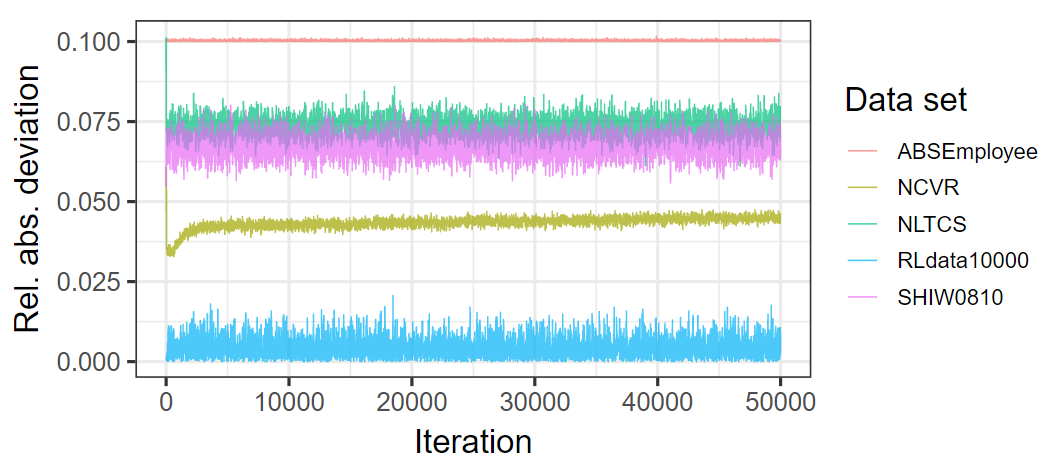 Rel. abs. deviation
0.100
0.075
0.050
0.025
0.000
0 10000 20000 30000 40000 50000
Iteration
Data set
ABSEmployee
NCVR
NLTCS
RLdata10000
SHIW0810